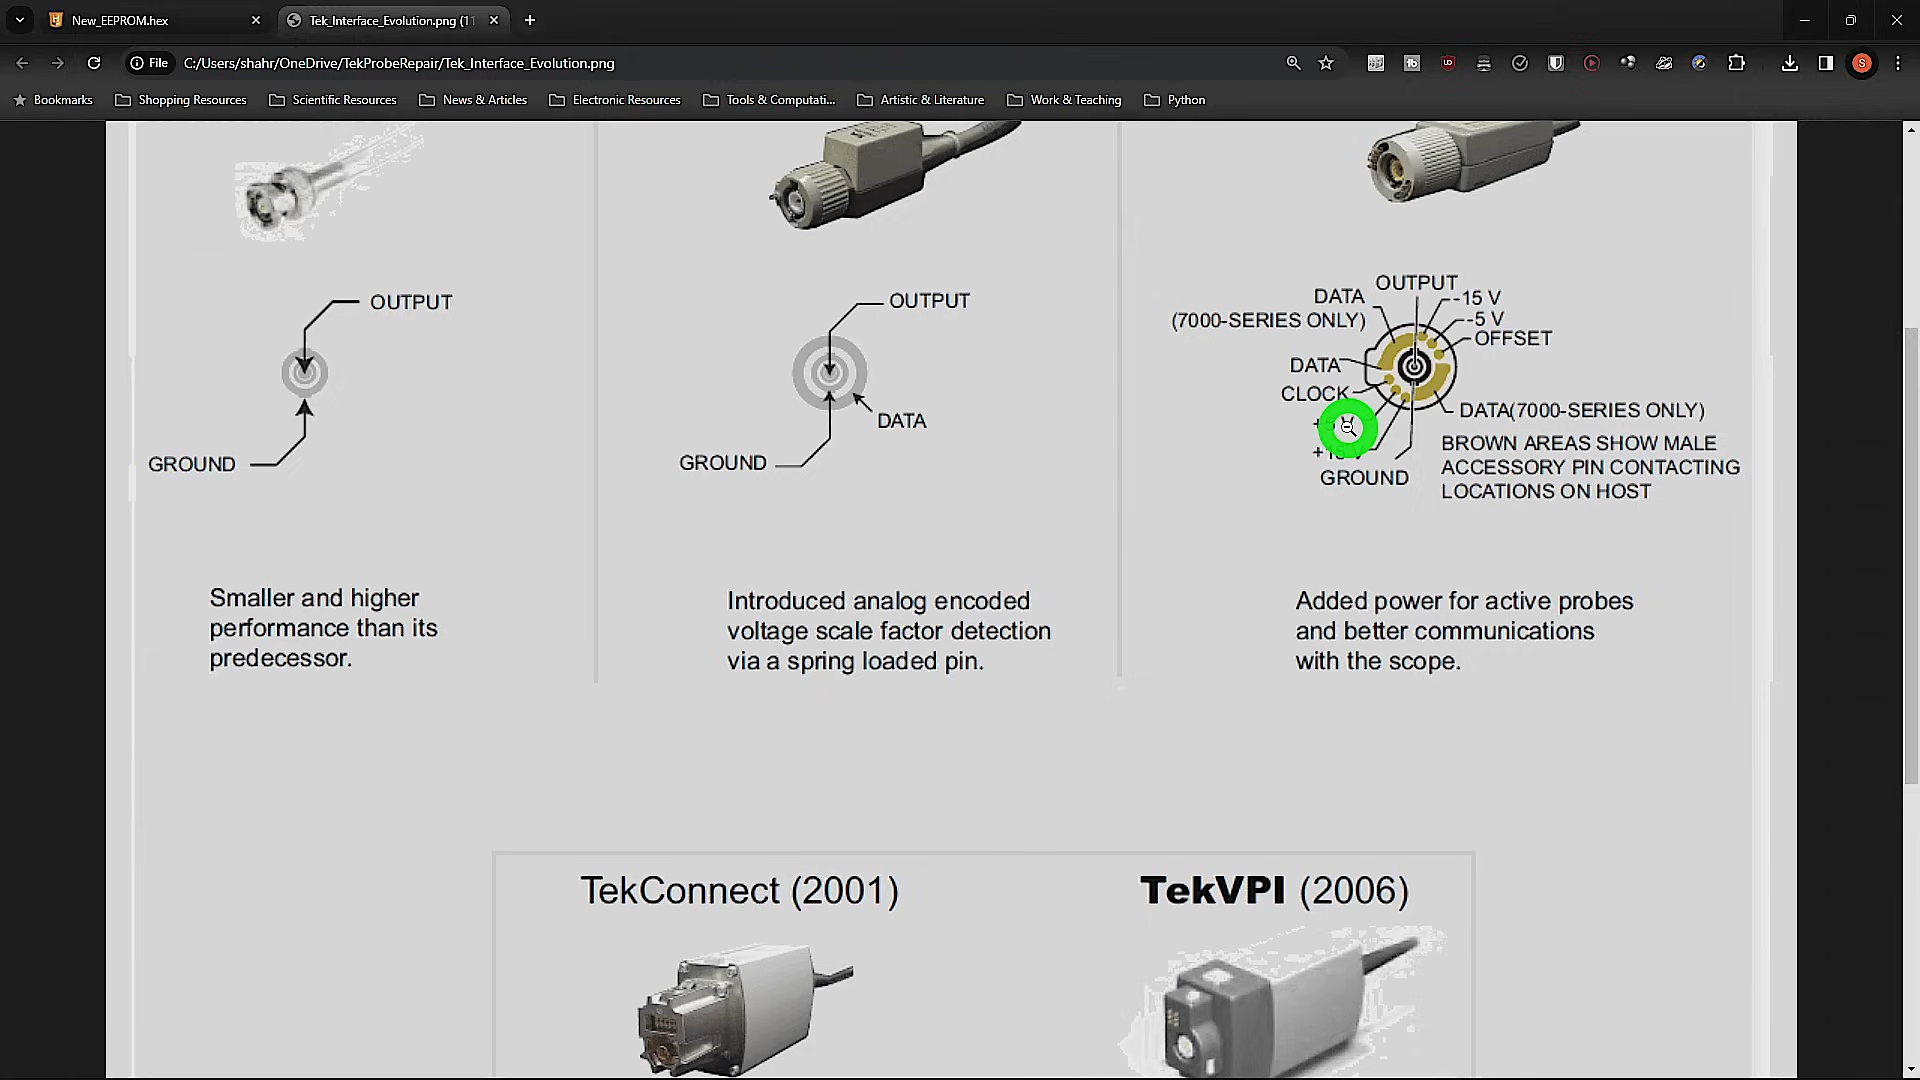 New_EEPROM.hex
Tek_Interface_Evolution.png (11
File
C:/Users/shahr/OneDrive/TekProbeRepair/Tek_Interface_Evolution.png
S
Bookmarks
Shopping Resources
Scientific Resources
News & Articles
Electronic Resources
Tools & Computati...
Artistic & Literature
Work & Teaching
Python
OUTPUT
GROUND
Smaller and higher
performance than its
predecessor.
OUTPUT
DATA
GROUND
Introduced analog encoded
voltage scale factor detection
via a spring loaded pin.
OUTPUT
DATA
(7000-SERIES ONLY)
-15 V
-5 V
OFFSET
DATA
CLOCK
DATA(7000-SERIES ONLY)
GROUND
BROWN AREAS SHOW MALE
ACCESSORY PIN CONTACTING
LOCATIONS ON HOST
Added power for active probes
and better communications
with the scope.
TekConnect (2001)
TekVPI (2006)